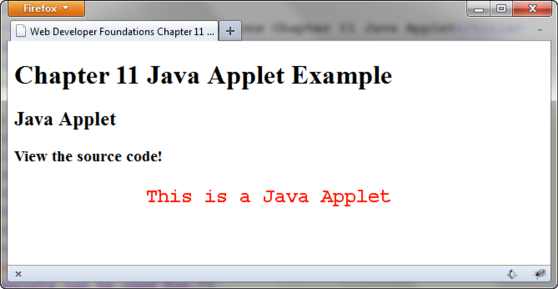 Firefox
Web Developer Foundations Chapter 11 ...
Chapter 11 Java Applet Example
Java Applet
View the source code!
This is a Java Applet